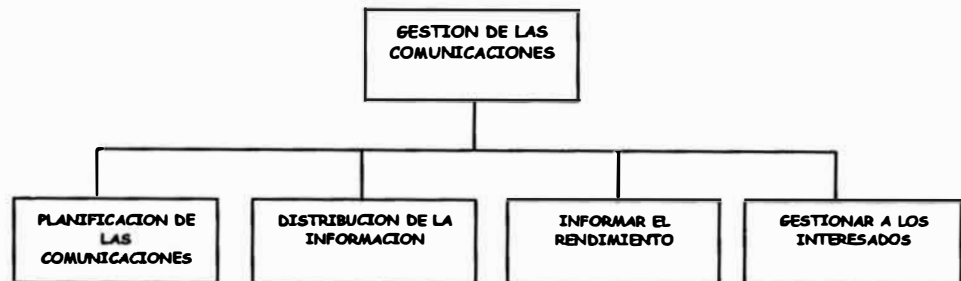 GESTION DE LAS
COMUNICACIONES
PLANIFICACION DE
LAS
COMUNICACIONES
DISTRIBUCION DE LA
INFORMACION
INFORMAR EL
RENDIMIENTO
GESTIONAR A LOS
INTERESADOS